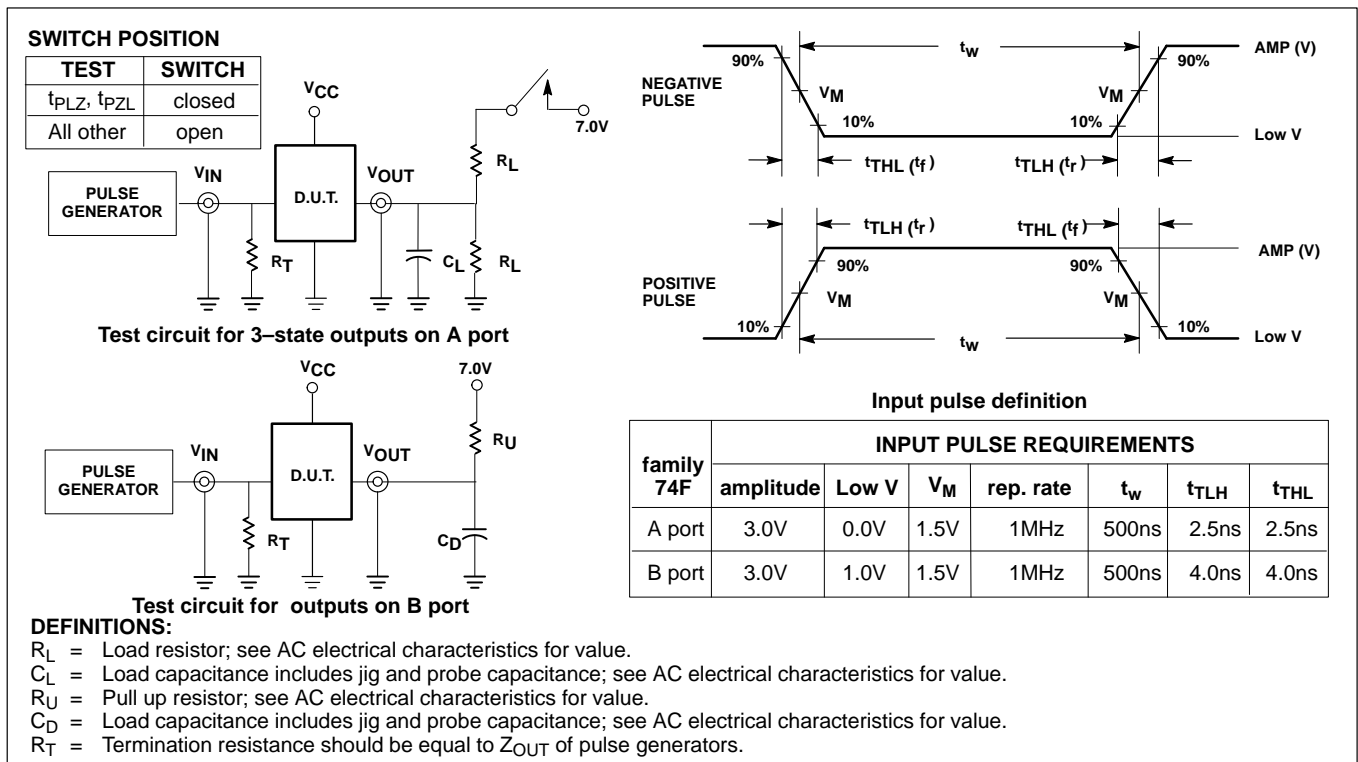 SWITCH POSITION
TEST SWITCH
tPLZ, tPZL closed
All other open
VCC
7.0V
RL
VIN
VOUT
PULSE
GENERATOR
D.U.T.
RT
CL
RL
Test circuit for 3–state outputs on A port
VCC
7.0V
RU
VIN
VOUT
PULSE
GENERATOR
D.U.T.
RT
CD
Test circuit for outputs on B port
NEGATIVE
PULSE
90%
tw
90%
AMP (V)
VM
VM
10%
10%
Low V
tTHL (tf)
tTLH (tr)
tTLH (tr)
tTHL (tf)
AMP (V)
POSITIVE
PULSE
90%
90%
VM
VM
10%
tw
10%
Low V
Input pulse definition
family
74F
INPUT PULSE REQUIREMENTS
amplitude Low V VM rep. rate tw tTLH tTHL
A port 3.0V 0.0V 1.5V 1MHz 500ns 2.5ns 2.5ns
B port 3.0V 1.0V 1.5V 1MHz 500ns 4.0ns 4.0ns
DEFINITIONS:
RL = Load resistor; see AC electrical characteristics for value.
CL = Load capacitance includes jig and probe capacitance; see AC electrical characteristics for value.
RU = Pull up resistor; see AC electrical characteristics for value.
CD = Load capacitance includes jig and probe capacitance; see AC electrical characteristics for value.
RT = Termination resistance should be equal to ZOUT of pulse generators.